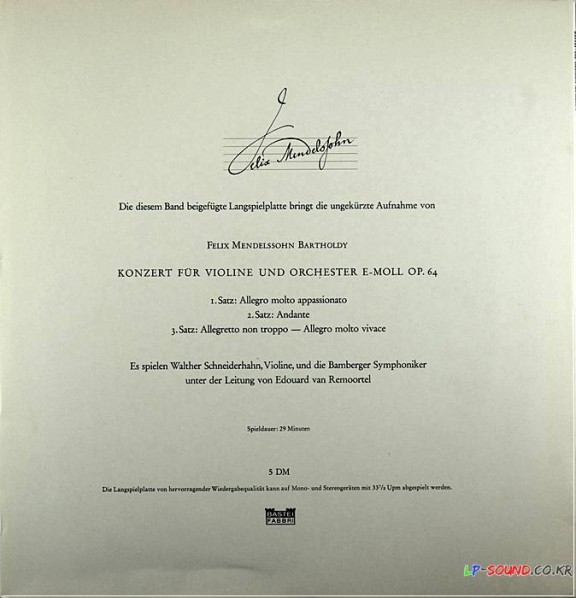 Felix Mendelssohn
Die diesem Band beigefügte Langspielplatte bringt die ungekürzte Aufnahme von
FELIX MENDELSSOHN BARTHOLDY
KONZERT FÜR VIOLINE UND ORCHESTER E-MOLL OP. 64
1. Satz: Allegro molto appassionato
2. Satz: Andante
3. Satz: Allegretto non troppo — Allegro molto vivace
Es spielen Walther Schneiderhahn, Violine, und die Bamberger Symphoniker
unter der Leitung von Edouard van Remoortel
Spieldauer: 29 Minuten
5 DM
Die Langspielplatte von hervorragender Wiedergabequalität kann auf Mono- und Stereogeräten mit 33⅓ Upm abgespielt werden.
BASTEI
FABBRI
LP-SOUND.CO.KR